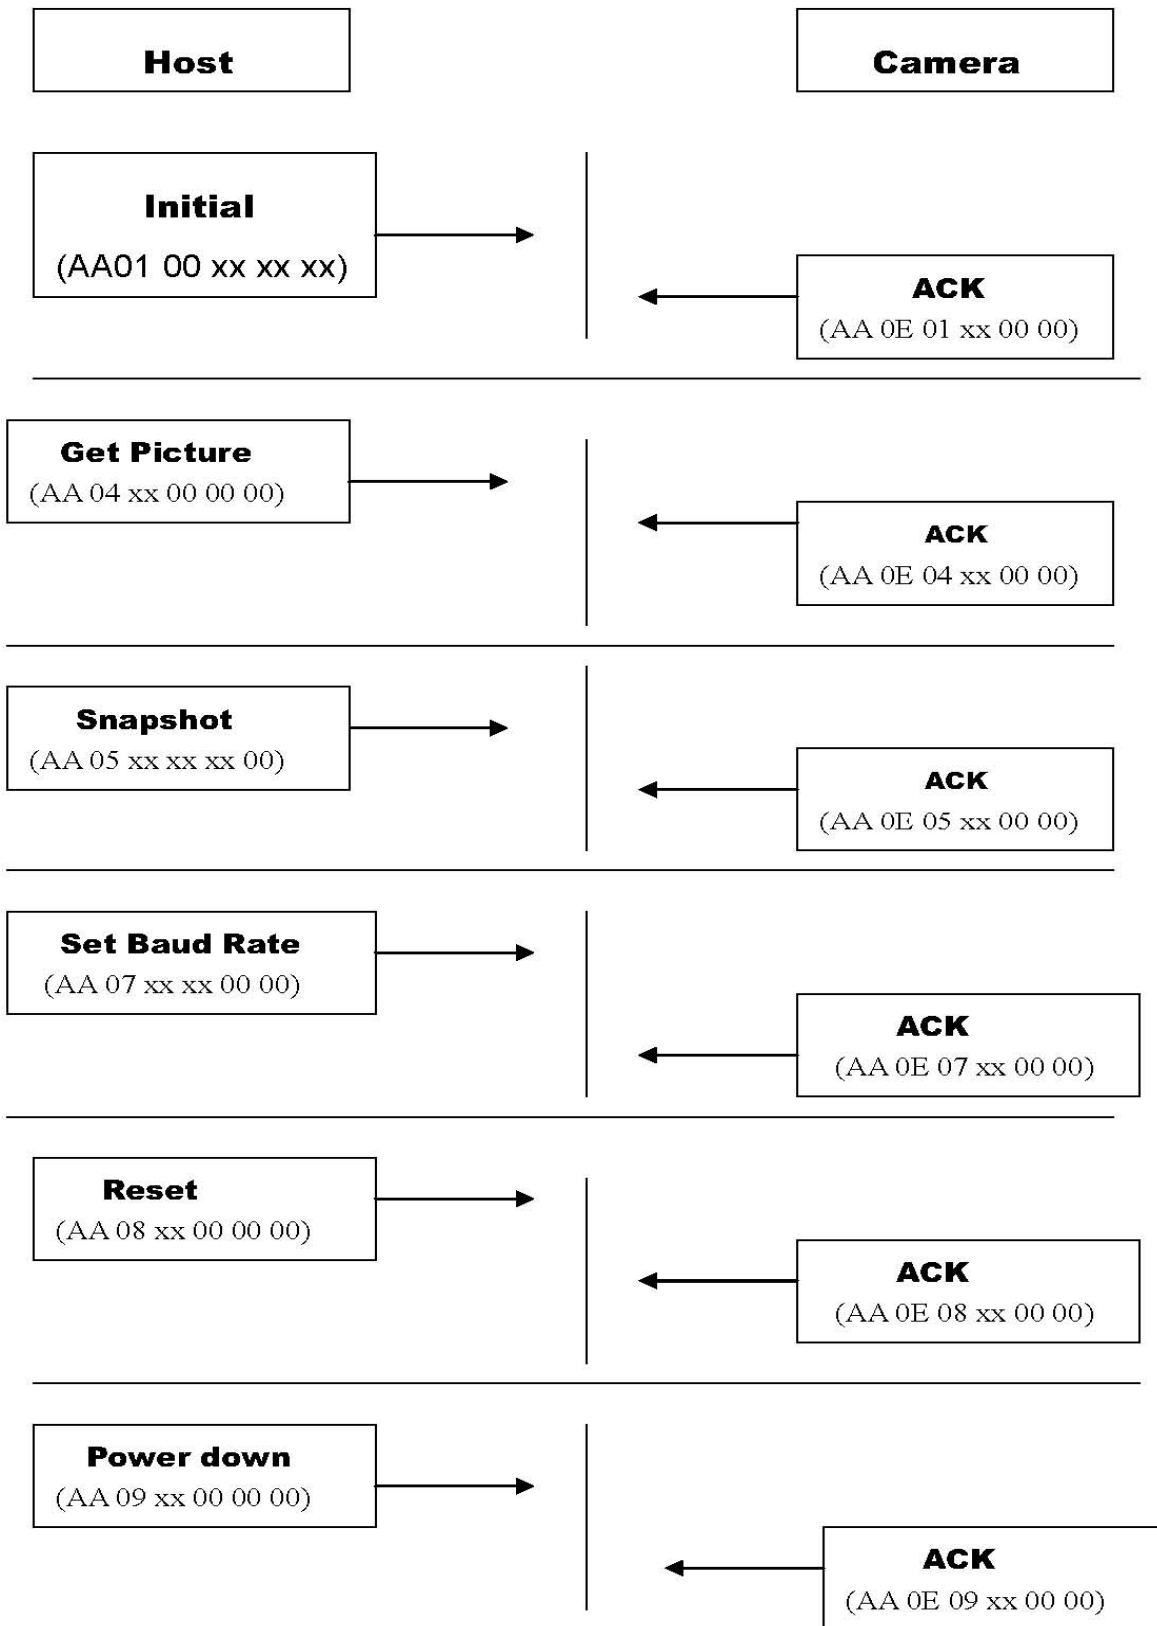 Host
Camera
Initial
(AA01 00 xx xx xx)
ACK
(AA 0E 01 xx 00 00)
Get Picture
(AA 04 xx 00 00 00)
ACK
(AA 0E 04 xx 00 00)
Snapshot
(AA 05 xx xx xx 00)
ACK
(AA 0E 05 xx 00 00)
Set Baud Rate
(AA 07 xx xx 00 00)
ACK
(AA 0E 07 xx 00 00)
Reset
(AA 08 xx 00 00 00)
ACK
(AA 0E 08 xx 00 00)
Power down
(AA 09 xx 00 00 00)
ACK
(AA 0E 09 xx 00 00)